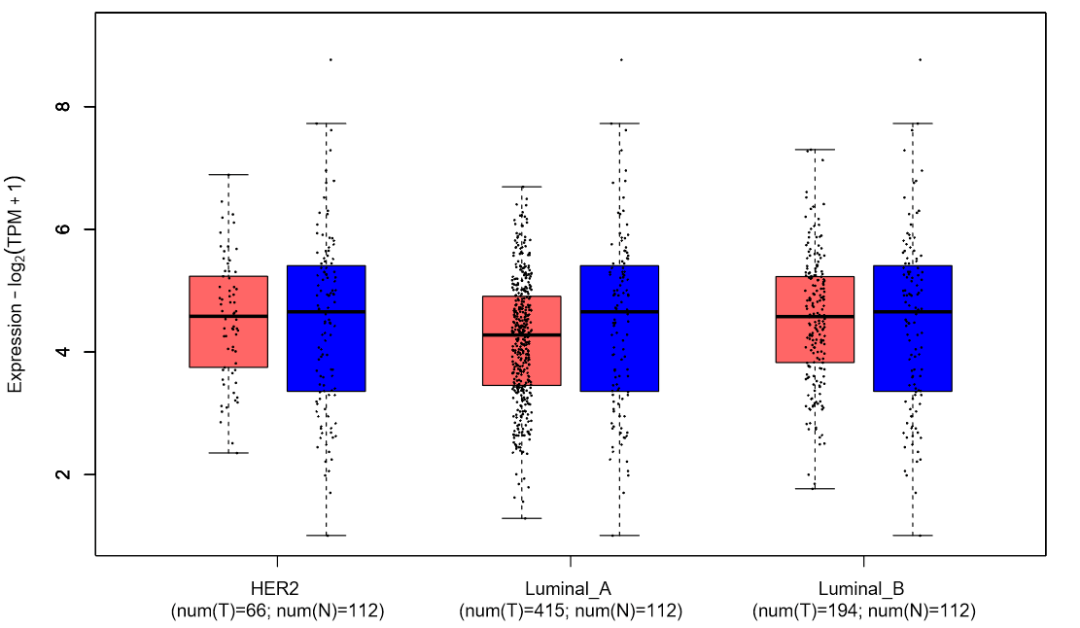 Expression − log₂(TPM + 1)
8
6
4
2
HER2
(num(T)=66; num(N)=112)
Luminal_A
(num(T)=415; num(N)=112)
Luminal_B
(num(T)=194; num(N)=112)